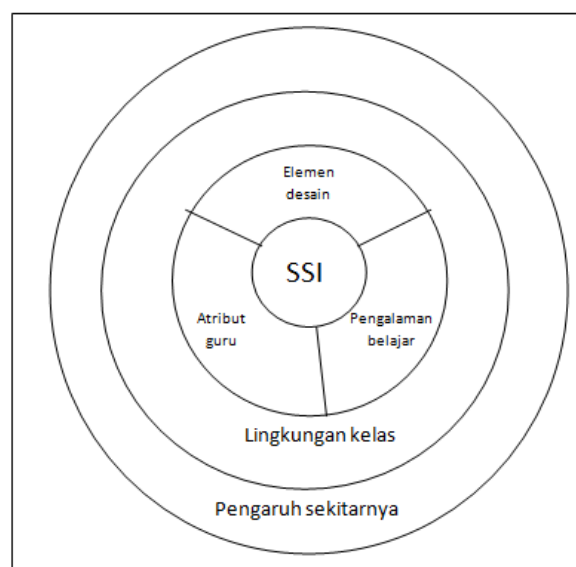 Elemen
desain
SSI
Atribut
guru
Pengalaman
belajar
Lingkungan kelas
Pengaruh sekitarnya